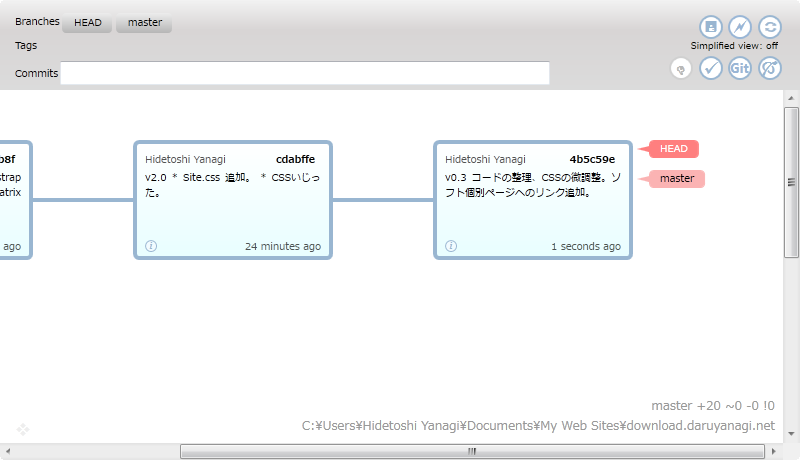 Branches HEAD master
Tags
Simplified view: off
Commits
Git
b8f
strap
atrix
ago
Hidetoshi Yanagi cdabffe
v2.0 * Site.css 追加。 * CSSいじっ
た。
24 minutes ago
Hidetoshi Yanagi 4b5c59e
v0.3 コードの整理、CSSの微調整。ソ
フト個別ページへのリンク追加。
1 seconds ago
HEAD
master
master +20 ~0 -0 !0
C:¥Users¥Hidetoshi Yanagi¥Documents¥My Web Sites¥download.daruyanagi.net